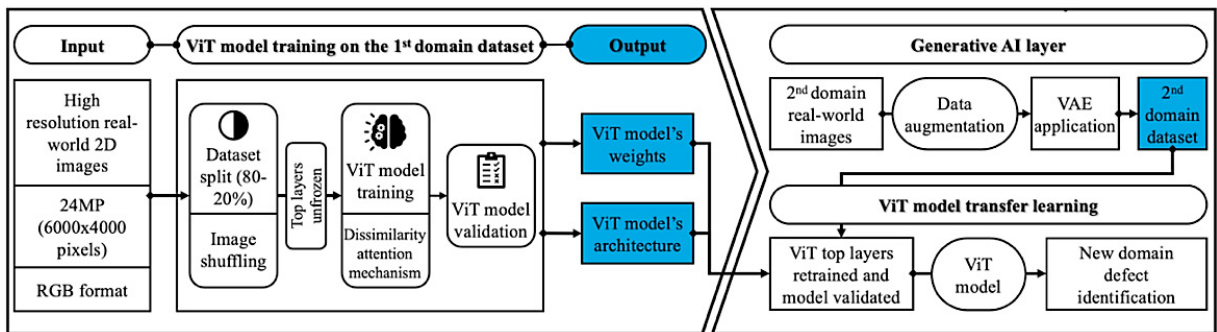 Input
ViT model training on the 1st domain dataset
Output
High
resolution real-
world 2D
images
24MP
(6000x4000
pixels)
RGB format
Dataset
split (80-
20%)
Image
shuffling
Top layers
unfrozen
ViT model
training
Dissimilarity
attention
mechanism
ViT model
validation
ViT model's
weights
ViT model's
architecture
Generative AI layer
2nd domain
real-world
images
Data
augmentation
VAE
application
2nd
domain
dataset
ViT model transfer learning
ViT top layers
retrained and
model validated
ViT
model
New domain
defect
identification